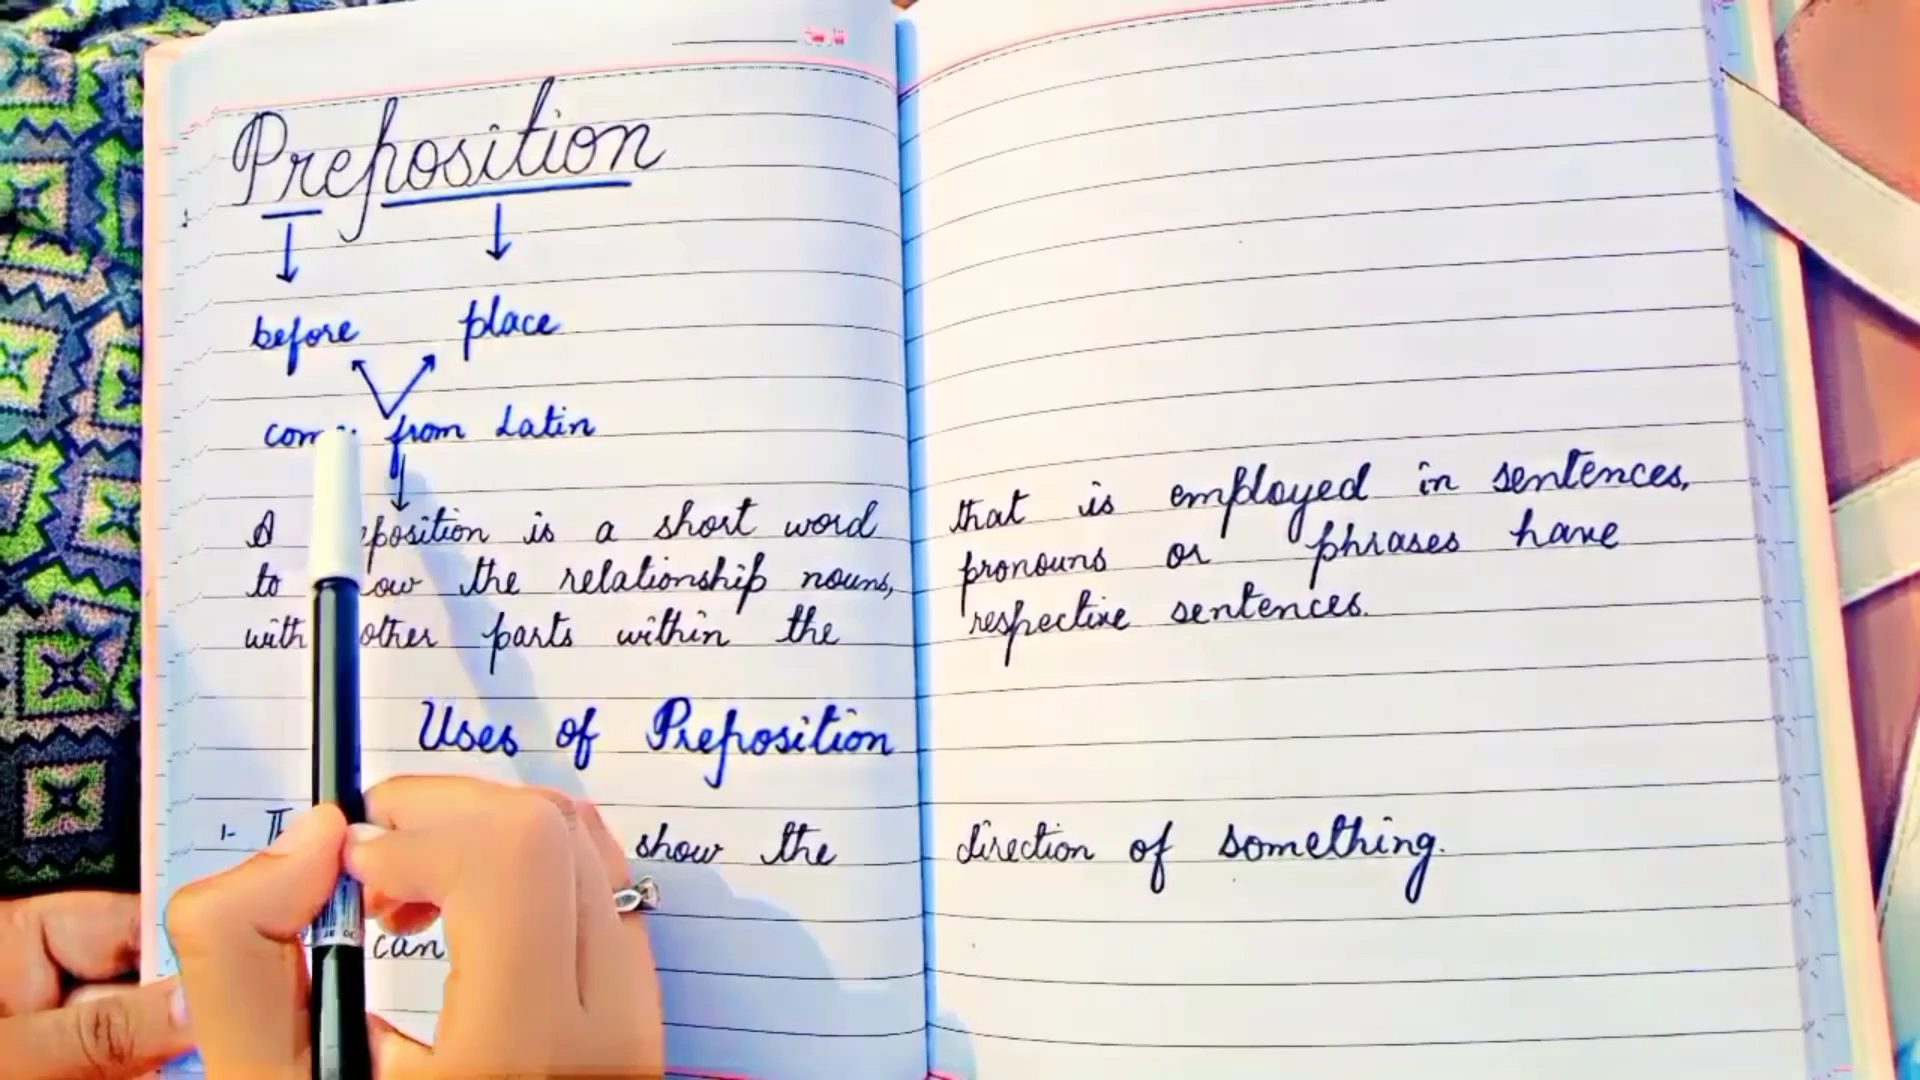 Preposition
before place
from Latin
A is a short word that is employed in sentences,
to the relationship nouns, pronouns or phrases have
with other parts within the respective sentences.
Uses of Preposition
1- show the direction of something.
can